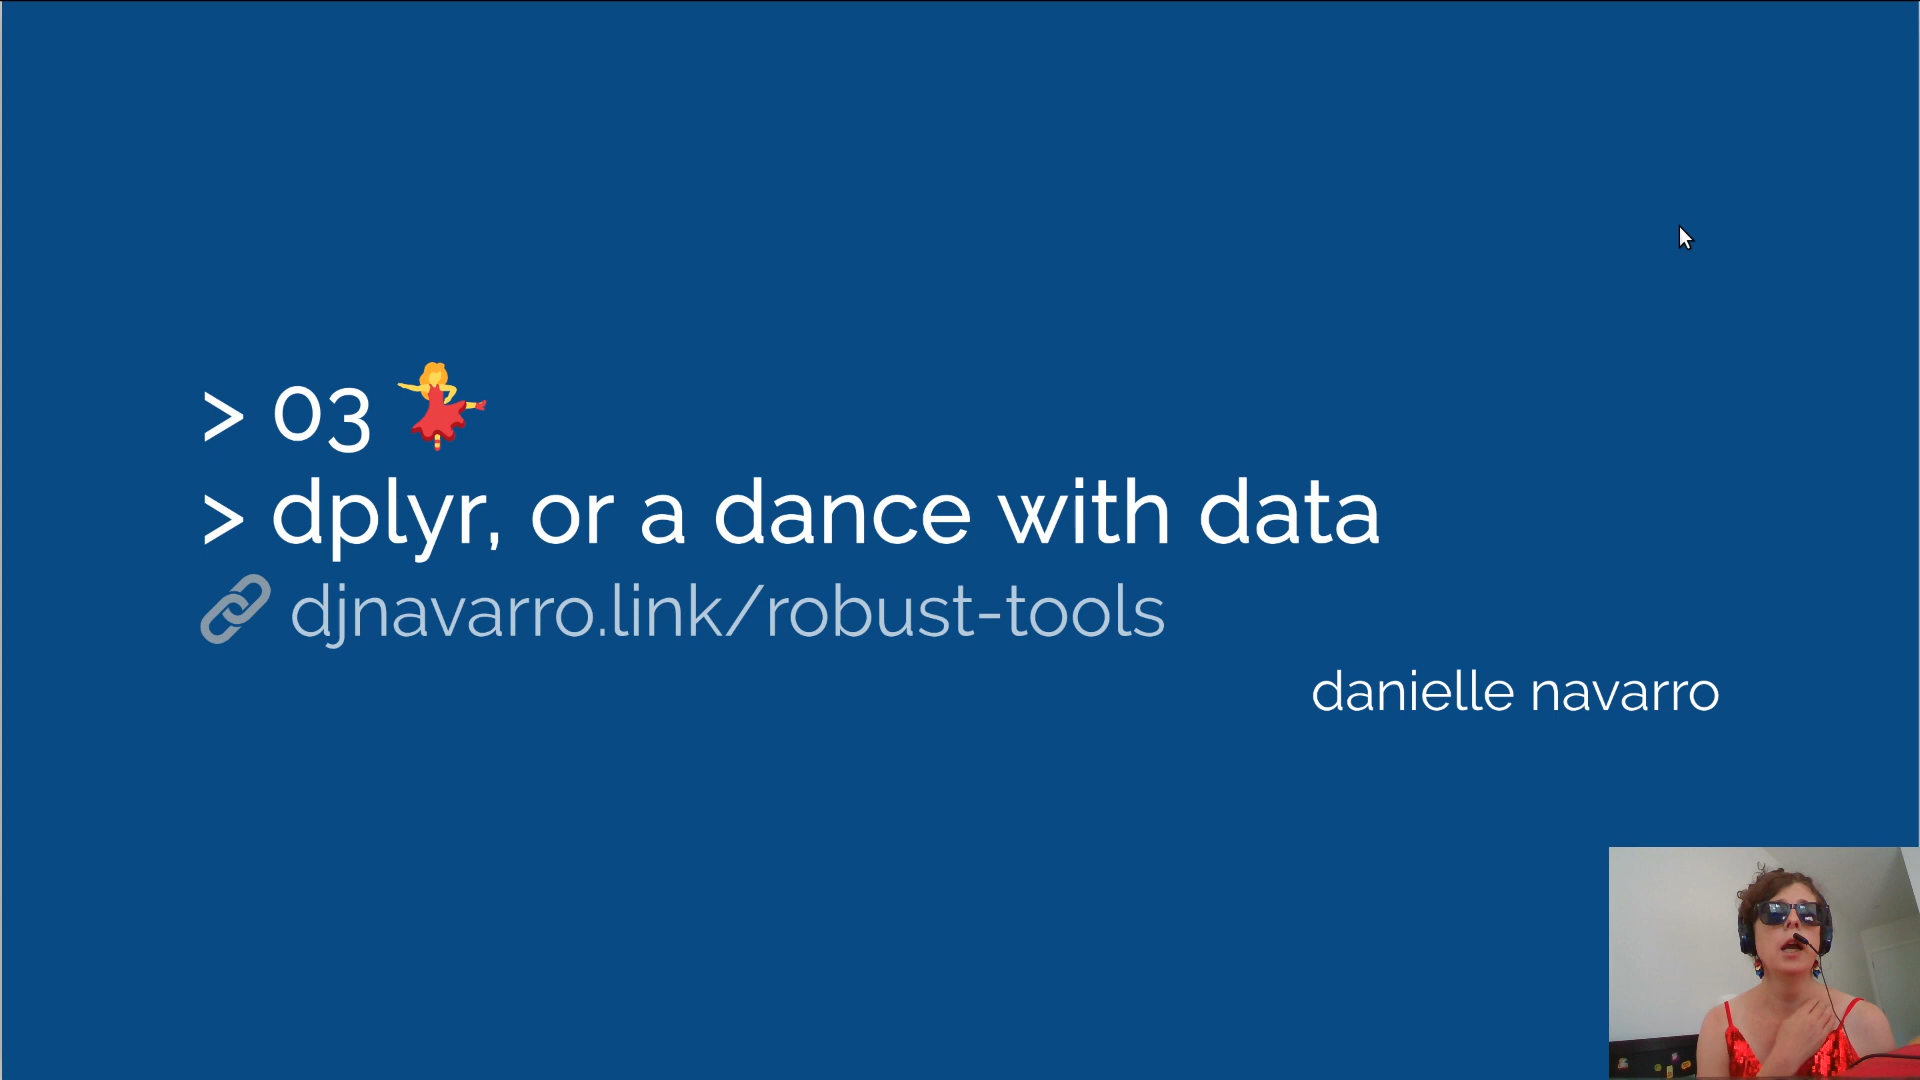 > 03 💃
> dplyr, or a dance with data
🔗 djnavarro.link/robust-tools
danielle navarro